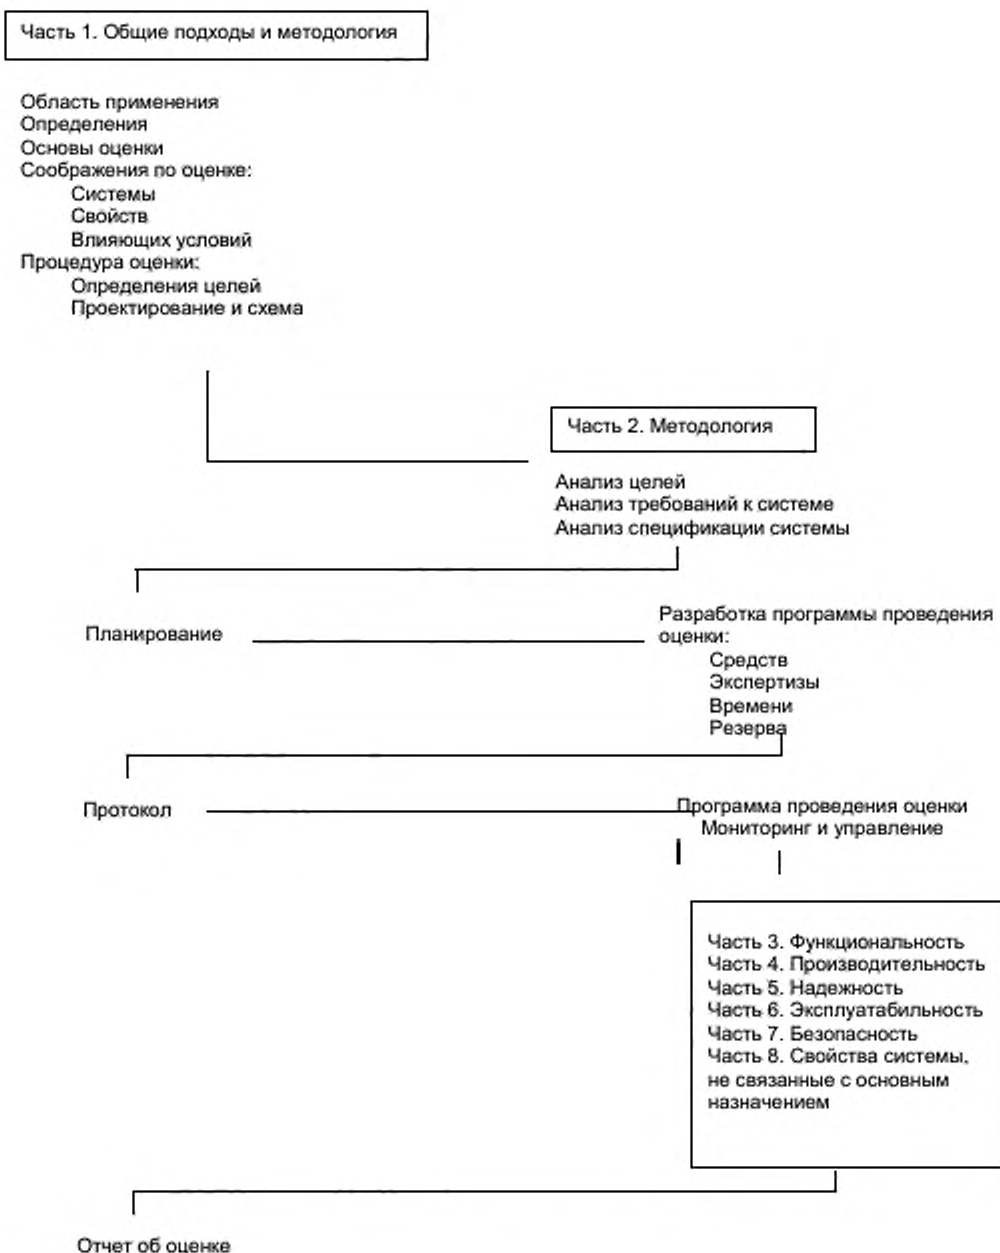 Часть 1. Общие подходы и методология
Область применения
Определения
Основы оценки
Соображения по оценке:
Системы
Свойств
Влияющих условий
Процедура оценки:
Определения целей
Проектирование и схема
Часть 2. Методология
Анализ целей
Анализ требований к системе
Анализ спецификации системы
Планирование
Разработка программы проведения
оценки:
Средств
Экспертизы
Времени
Резерва
Протокол
Программа проведения оценки
Мониторинг и управление
Часть 3. Функциональность
Часть 4. Производительность
Часть 5. Надежность
Часть 6. Эксплуатабильность
Часть 7. Безопасность
Часть 8. Свойства системы,
не связанные с основным
назначением
Отчет об оценке